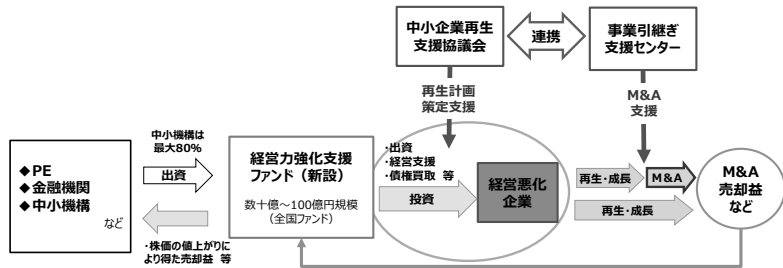 中小企業再生
支援協議会
連携
事業引継ぎ
支援センター
再生計画
策定支援
M&A
支援
◆PE
◆金融機関
◆中小機構
など
中小機構は
最大80%
出資
・株価の値上がりに
より得た売却益 等
経営力強化支援
ファンド（新設）
数十億～100億円規模
（全国ファンド）
・出資
・経営支援
・債権買取 等
投資
経営悪化
企業
再生・成長
M&A
再生・成長
M&A
売却益
など